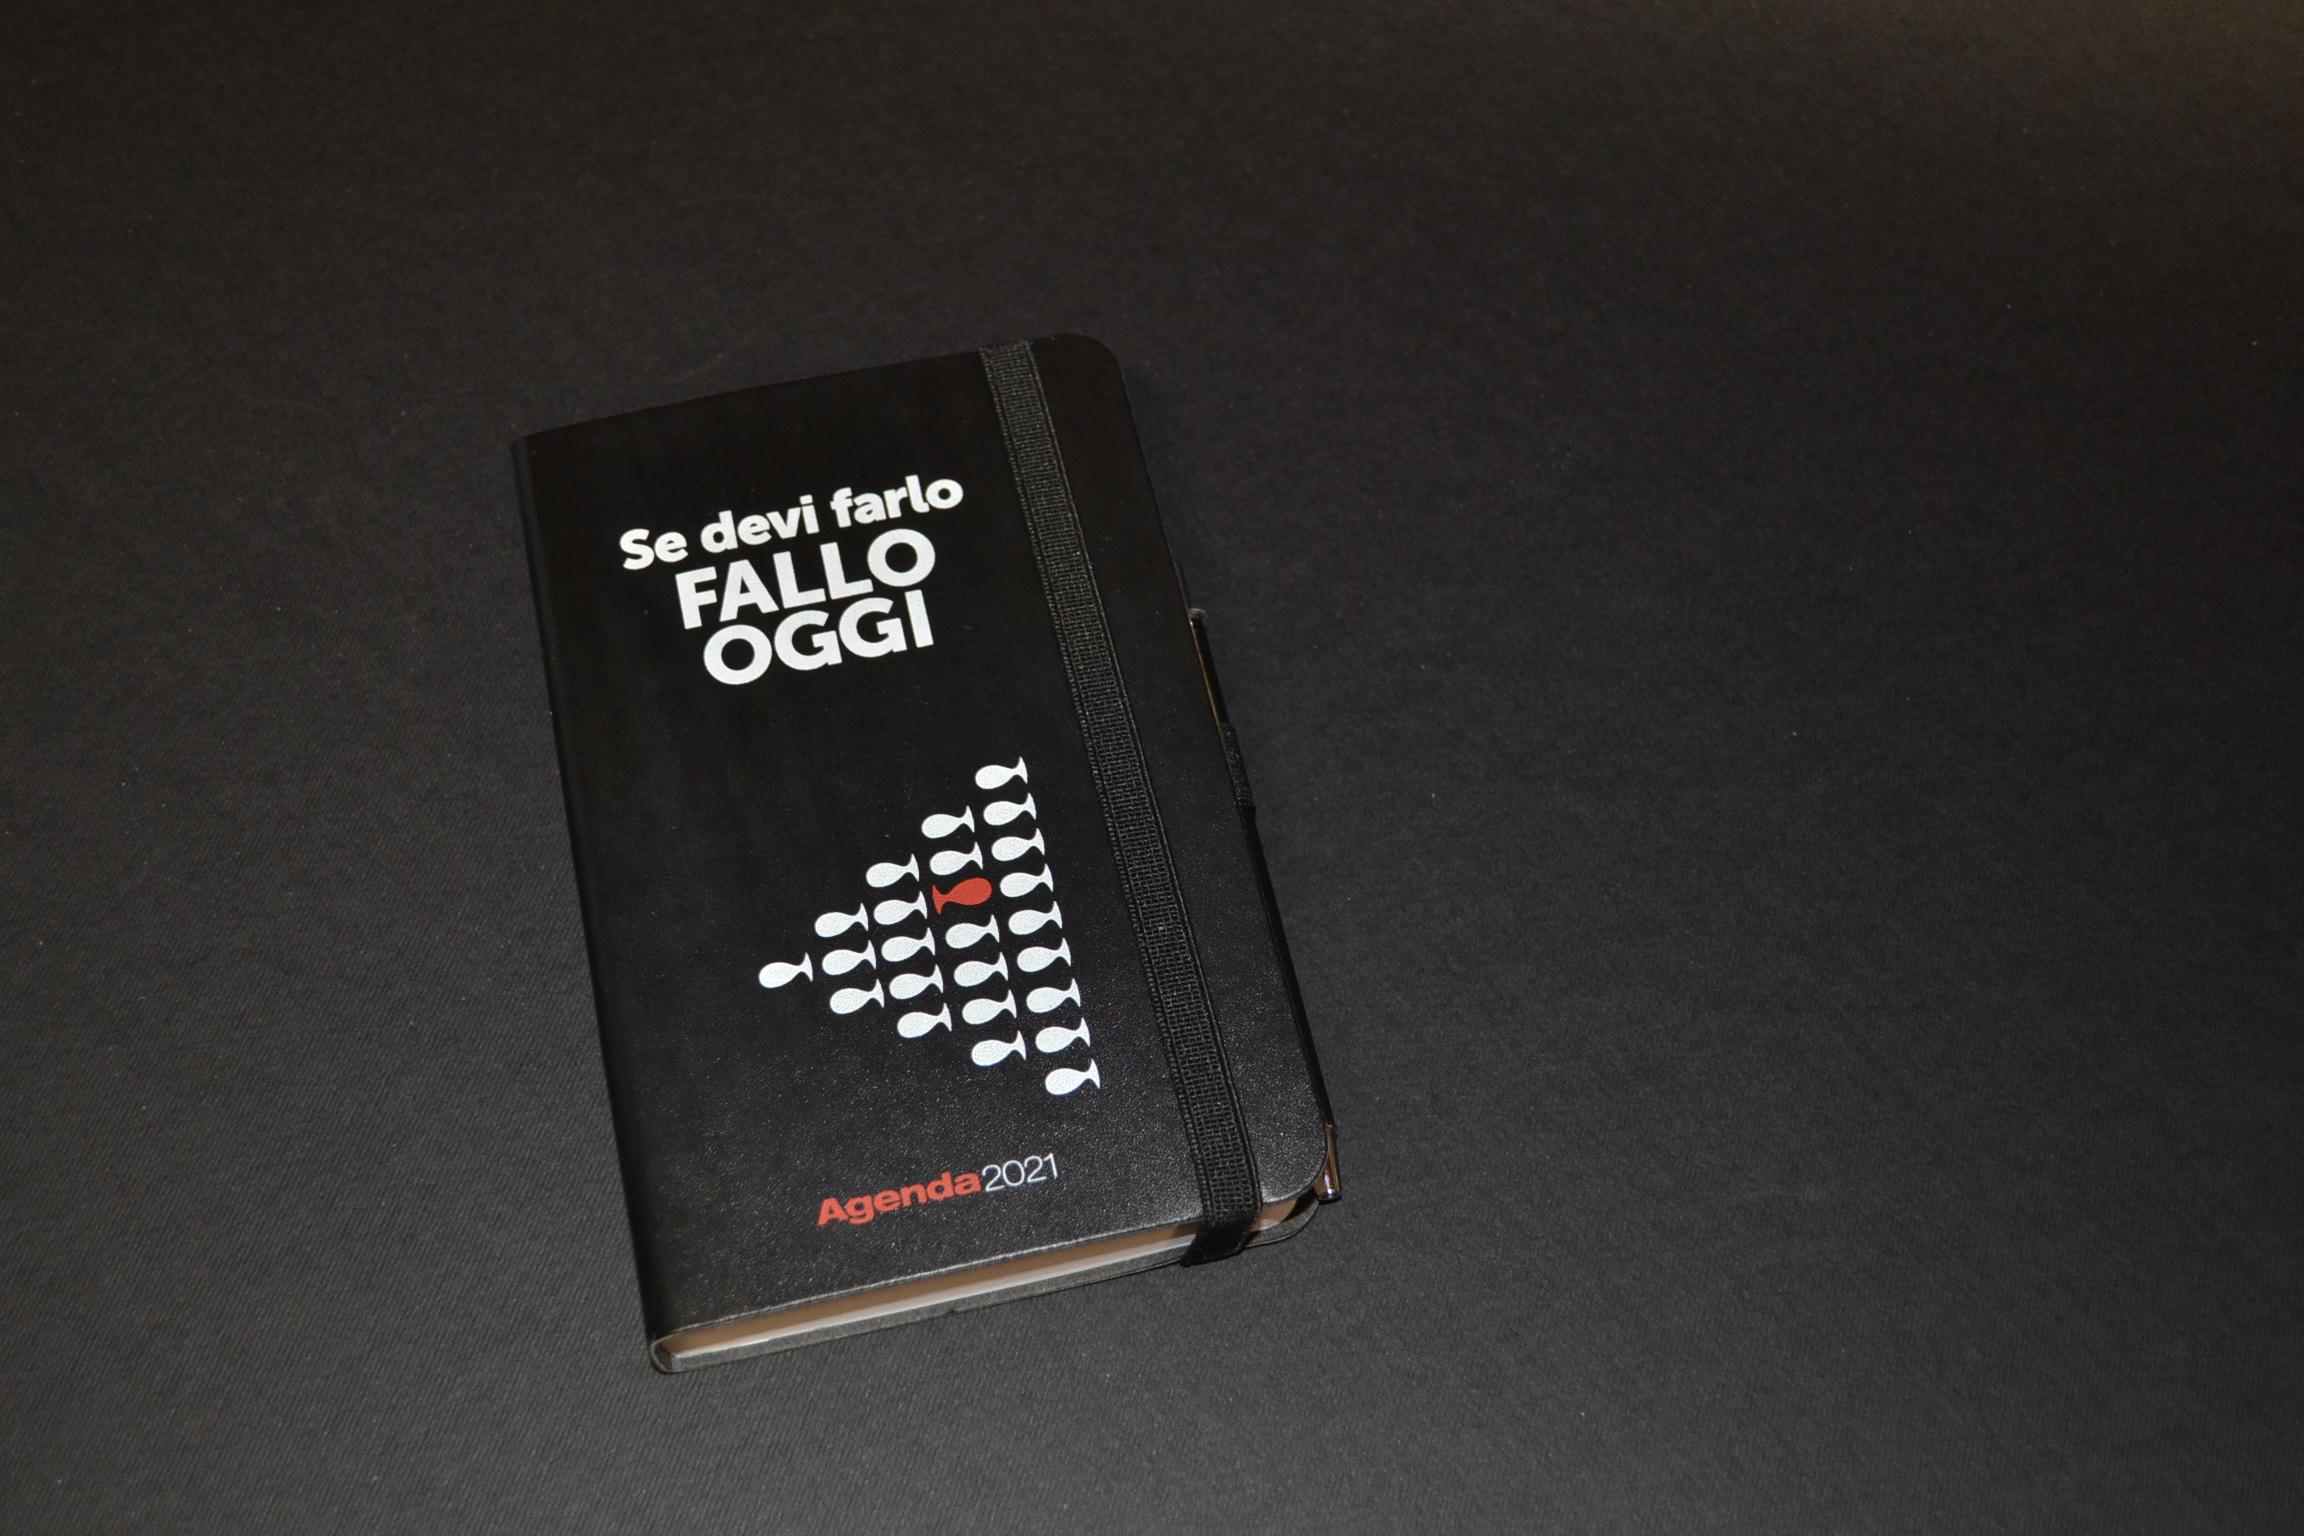 Se devi farlo
FALLO
OGGI
Agenda2021